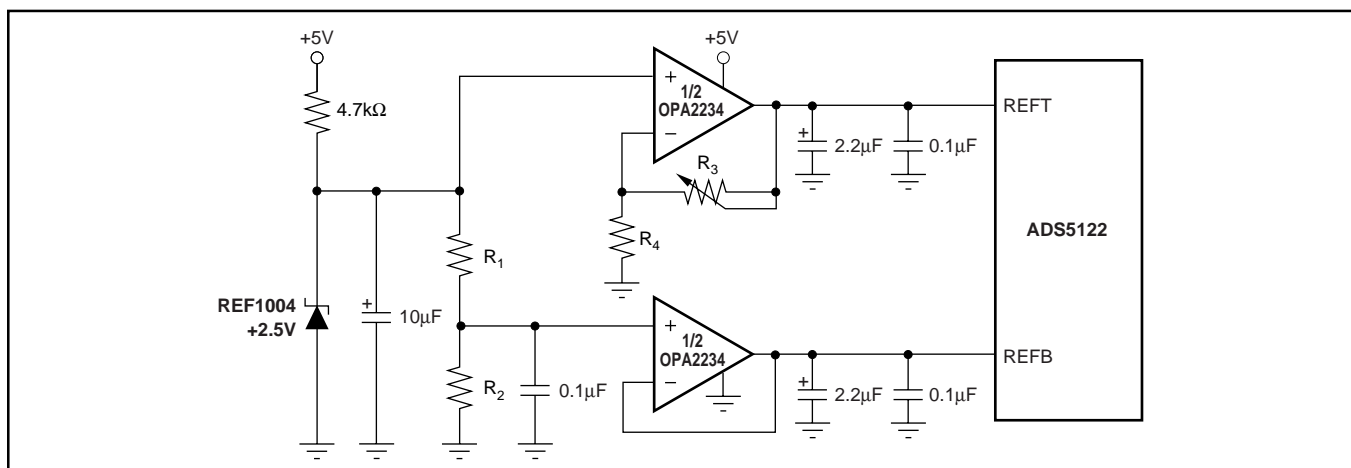 +5V
+5V
4.7kΩ
+
1/2
OPA2234
−
REFT
+
2.2µF
0.1µF
R3
R4
ADS5122
R1
REF1004
+2.5V
+
10µF
R2
0.1µF
+
1/2
OPA2234
−
REFB
+
2.2µF
0.1µF